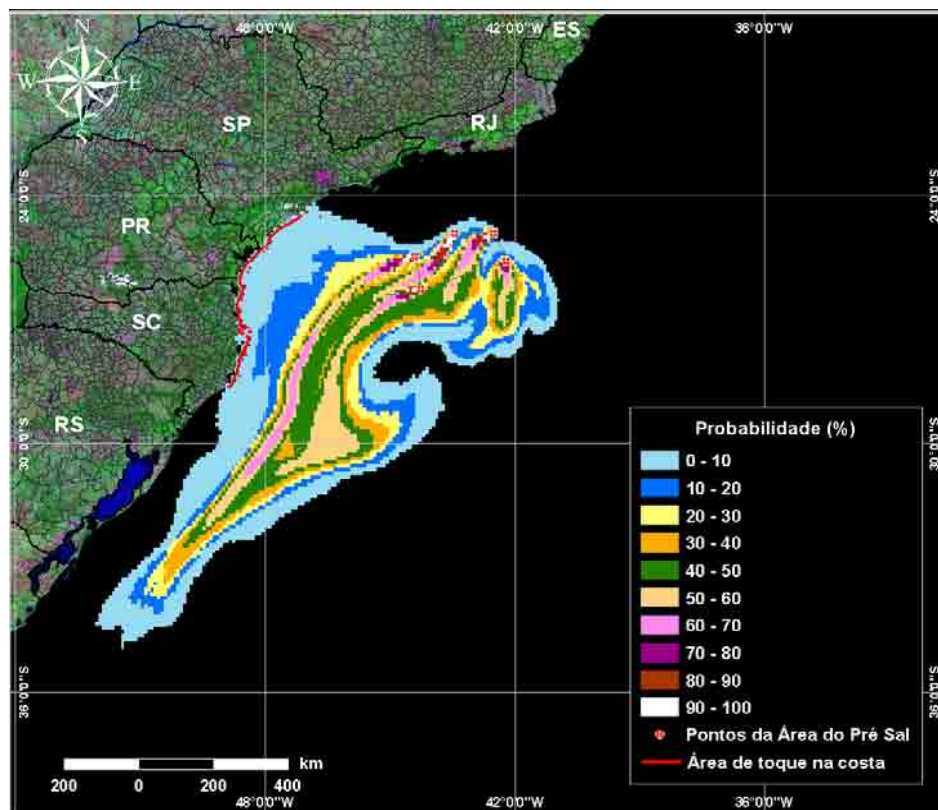 48°0'0"W 42°0'0"W 36°0'0"W
ES
N
W E
S
SP
RJ
24°0'0"S 24°0'0"S
PR
SC
RS
30°0'0"S 30°0'0"S
Probabilidade (%)
0 - 10
10 - 20
20 - 30
30 - 40
40 - 50
50 - 60
60 - 70
70 - 80
80 - 90
90 - 100
Pontos da Área do Pré Sal
Área de toque na costa
36°0'0"S 36°0'0"S
km
200 0 200 400
48°0'0"W 42°0'0"W 36°0'0"W